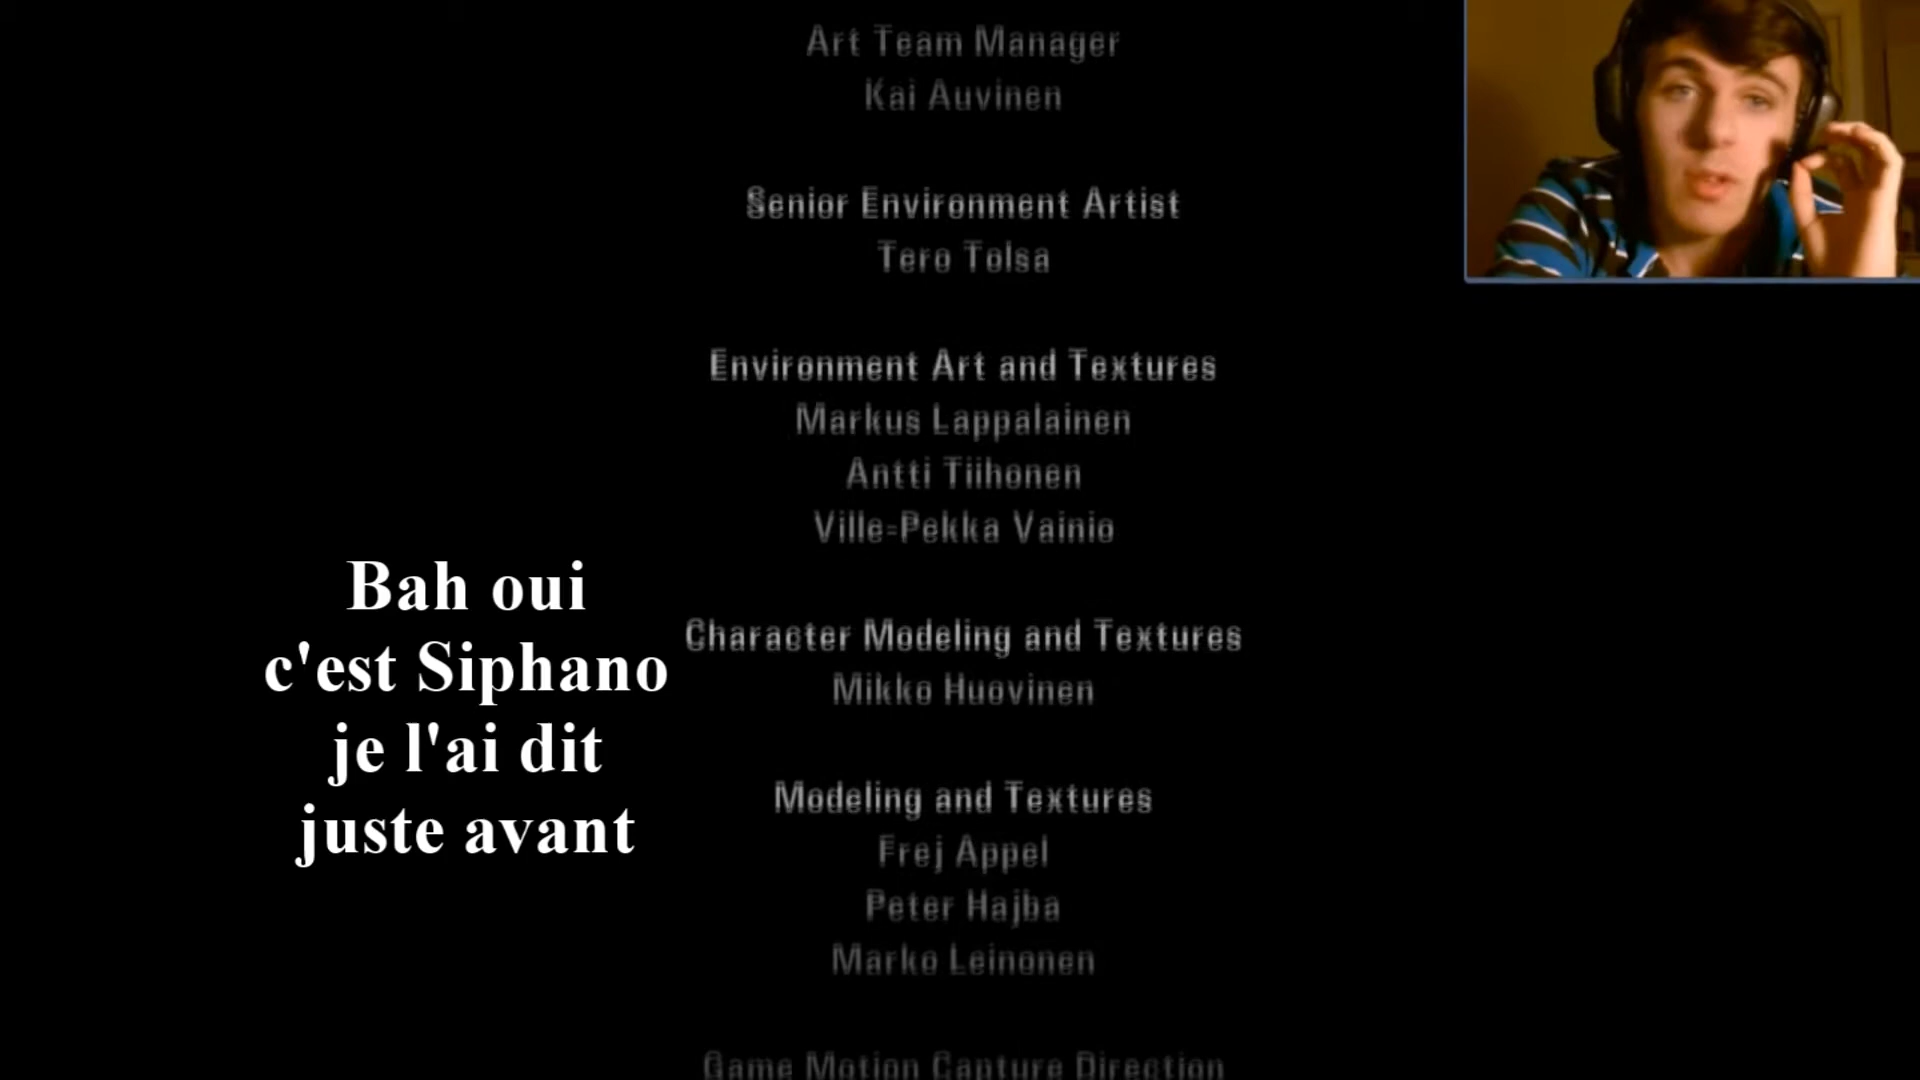 Art Team Manager
Kai Auvinen
Senior Environment Artist
Tero Tolsa
Environment Art and Textures
Markus Lappalainen
Antti Tiihonen
Ville-Pekka Vainio
Character Modeling and Textures
Mikko Huovinen
Modeling and Textures
Frej Appel
Peter Hajba
Marko Leinonen
Game Motion Capture Direction
Bah oui
c'est Siphano
je l'ai dit
juste avant